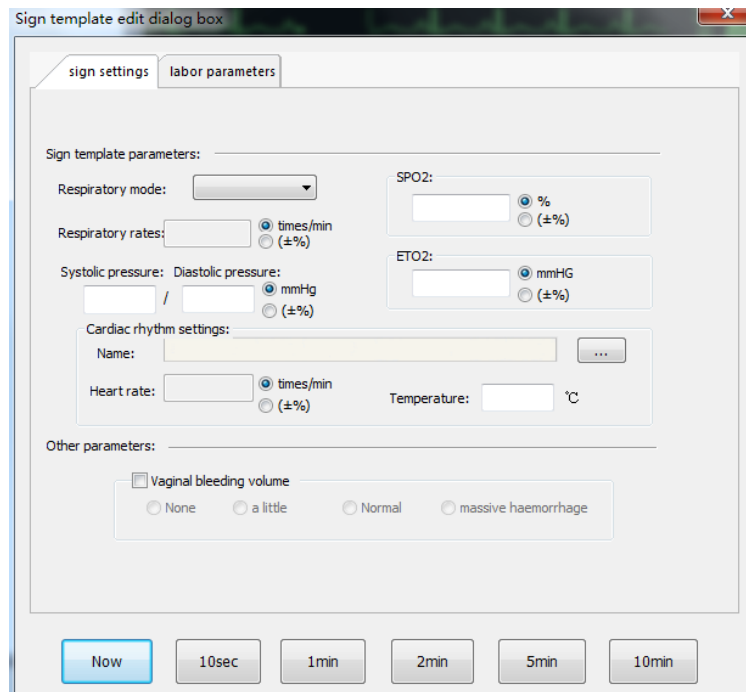 Sign template edit dialog box
X
sign settings labor parameters
Sign template parameters:
Respiratory mode:
SPO2:
%
(±%)
Respiratory rates: times/min
(±%)
ETO2:
mmHG
(±%)
Systolic pressure: Diastolic pressure:
/ mmHg
(±%)
Cardiac rhythm settings:
Name: ...
Heart rate: times/min
(±%)
Temperature: ℃
Other parameters:
Vaginal bleeding volume
None a little Normal massive haemorrhage
Now 10sec 1min 2min 5min 10min